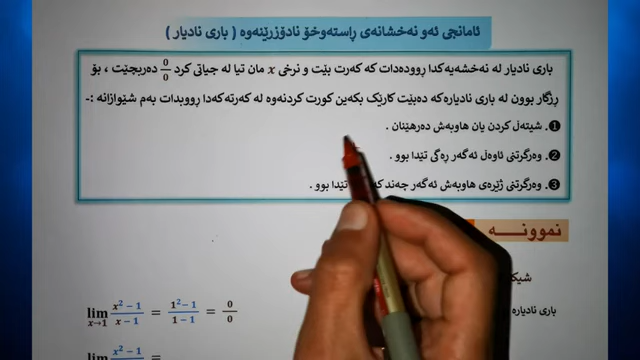 ئامانجی ئەو نەخشانەی ڕاستەوخۆ نادۆزرێنەوە ( باری نادیار )
باری نادیار لە نەخشەیەکدا ڕوودەدات کە کەرت بێت و نرخی x مان تیا لە جیاتی کرد 0/0 دەربچێت ، بۆ
ڕزگار بوون لە باری نادیارەکە دەبێت کارێک بکەین کورت کردنەوە لە کەرتەکەدا ڕووبدات بەم شێوازانە :-
❶. شیتەڵ کردن یان هاوبەش دەرهێنان .
❷. وەرگرتنی ئاوەڵ ئەگەر ڕەگی تێدا بوو .
❸. وەرگرتنی ژێرەی هاوبەش ئەگەر جەند تێدا بوو .
نموونە
شیک
باری نادیارە
lim x→1 (x² − 1)/(x − 1) = (1² − 1)/(1 − 1) = 0/0
lim x² − 1 =